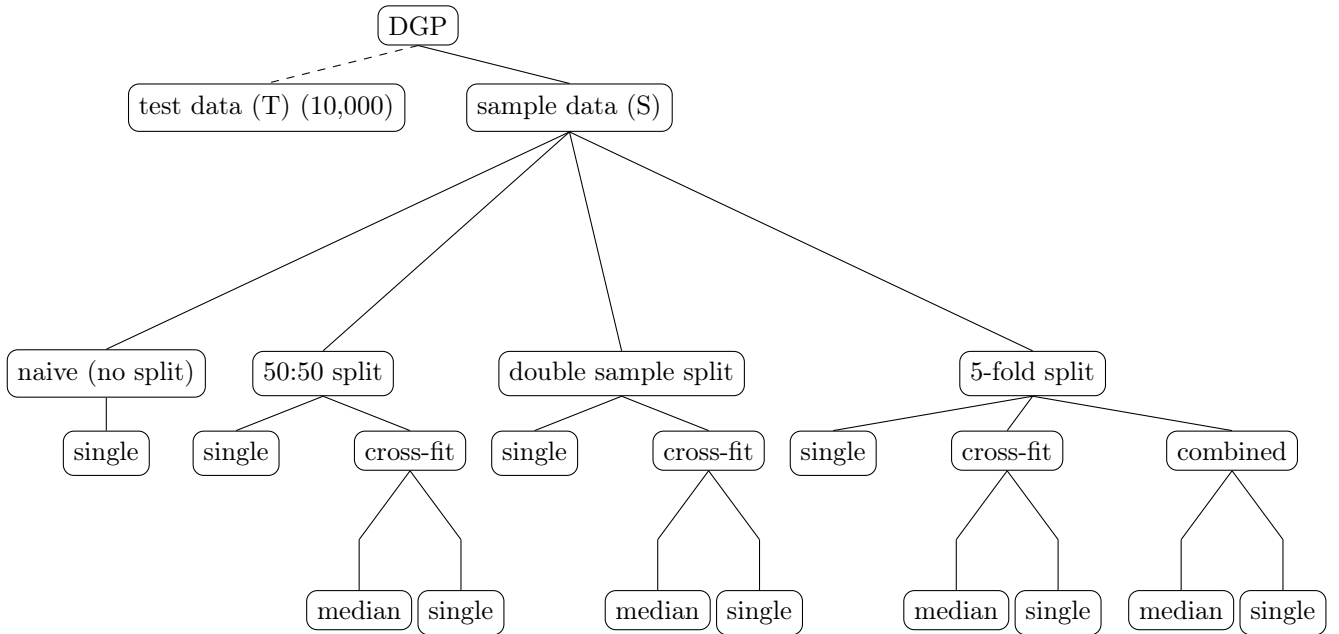 DGP
test data (T) (10,000)
sample data (S)
naive (no split)
50:50 split
double sample split
5-fold split
single
single
cross-fit
single
cross-fit
single
cross-fit
combined
median
single
median
single
median
single
median
single